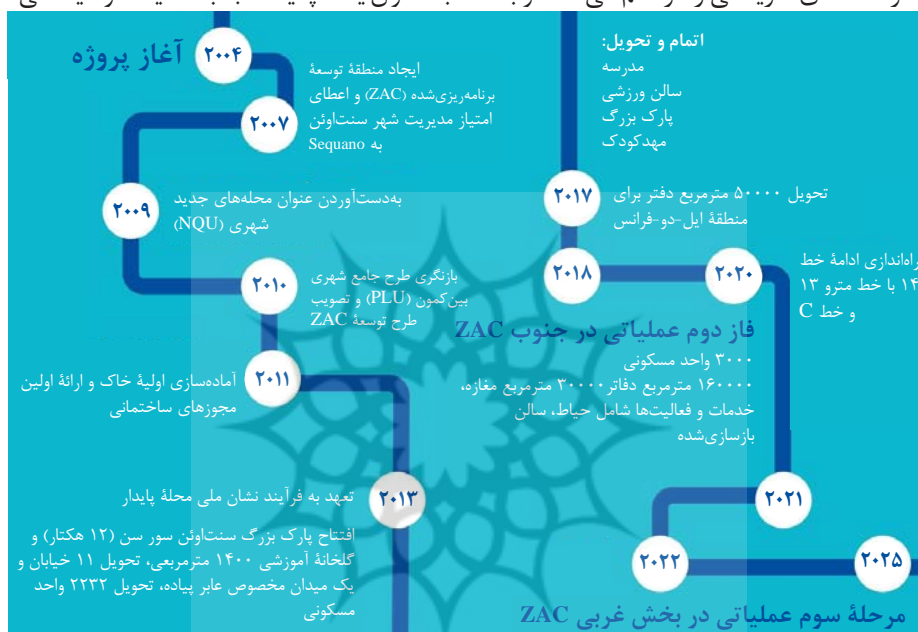 ۲۰۰۴
آغاز پروژه
ایجاد منطقهٔ توسعهٔ
برنامه‌ریزی‌شده (ZAC) و اعطای
امتیاز مدیریت شهر سنت‌اوئن
به Sequano
۲۰۰۷
۲۰۰۹
به‌دست‌آوردن عنوان محله‌های جدید
شهری (NQU)
۲۰۱۰
بازنگری طرح جامع شهری
بین‌کمون (PLU) و تصویب
طرح توسعهٔ ZAC
۲۰۱۱
آماده‌سازی اولیهٔ خاک و ارائهٔ اولین
مجوزهای ساختمانی
۲۰۱۳
تعهد به فرآیند نشان ملی محلهٔ پایدار
افتتاح پارک بزرگ سنت‌اوئن سور سن (۱۲ هکتار) و
گلخانهٔ آموزشی ۱۴۰۰ مترمربعی، تحویل ۱۱ خیابان و
یک میدان مخصوص عابر پیاده، تحویل ۲۲۳۲ واحد
مسکونی
اتمام و تحویل:
مدرسه
سالن ورزشی
پارک بزرگ
مهدکودک
۲۰۱۷
تحویل ۵۰۰۰۰ مترمربع دفتر برای
منطقهٔ ایل-دو-فرانس
۲۰۱۸
۲۰۲۰
راه‌اندازی ادامهٔ خط
۱۴ با خط مترو ۱۳
و خط C
فاز دوم عملیاتی در جنوب ZAC
۳۰۰۰ واحد مسکونی
۱۶۰۰۰۰ مترمربع دفاتر ۳۰۰۰۰ مترمربع مغازه،
خدمات و فعالیت‌ها شامل حیاط، سالن
بازسازی‌شده
۲۰۲۱
۲۰۲۲
۲۰۲۵
مرحلهٔ سوم عملیاتی در بخش غربی ZAC